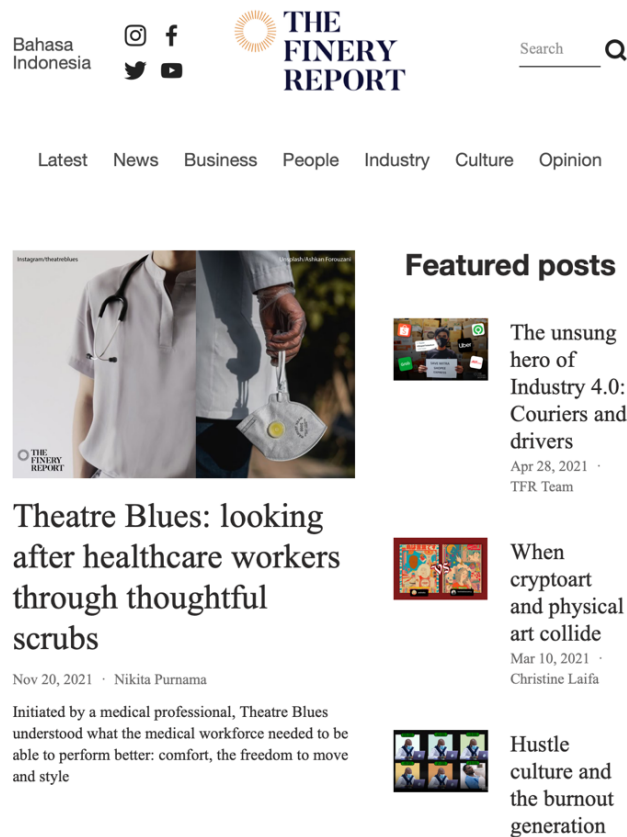 Bahasa
Indonesia
THE
FINERY
REPORT
Search
Latest News Business People Industry Culture Opinion
Instagram/theatreblues
Unsplash/Ashkan Forouzani
THE
FINERY
REPORT
Theatre Blues: looking
after healthcare workers
through thoughtful
scrubs
Nov 20, 2021 · Nikita Purnama
Initiated by a medical professional, Theatre Blues
understood what the medical workforce needed to be
able to perform better: comfort, the freedom to move
and style
Featured posts
Uber
The unsung
hero of
Industry 4.0:
Couriers and
drivers
Apr 28, 2021 ·
TFR Team
VS
When
cryptoart
and physical
art collide
Mar 10, 2021 ·
Christine Laifa
Hustle
culture and
the burnout
generation